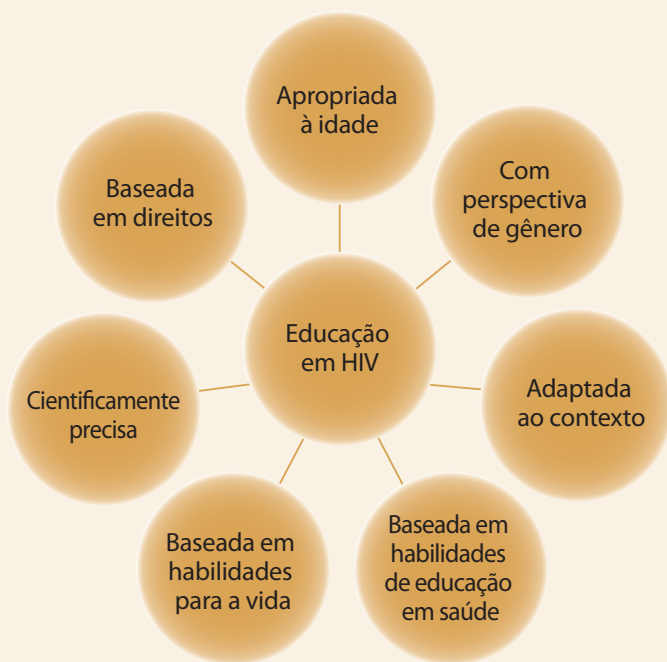 Apropriada
à idade
Com
perspectiva
de gênero
Baseada
em direitos
Educação
em HIV
Adaptada
ao contexto
Cientificamente
precisa
Baseada em
habilidades
para a vida
Baseada em
habilidades
de educação
em saúde